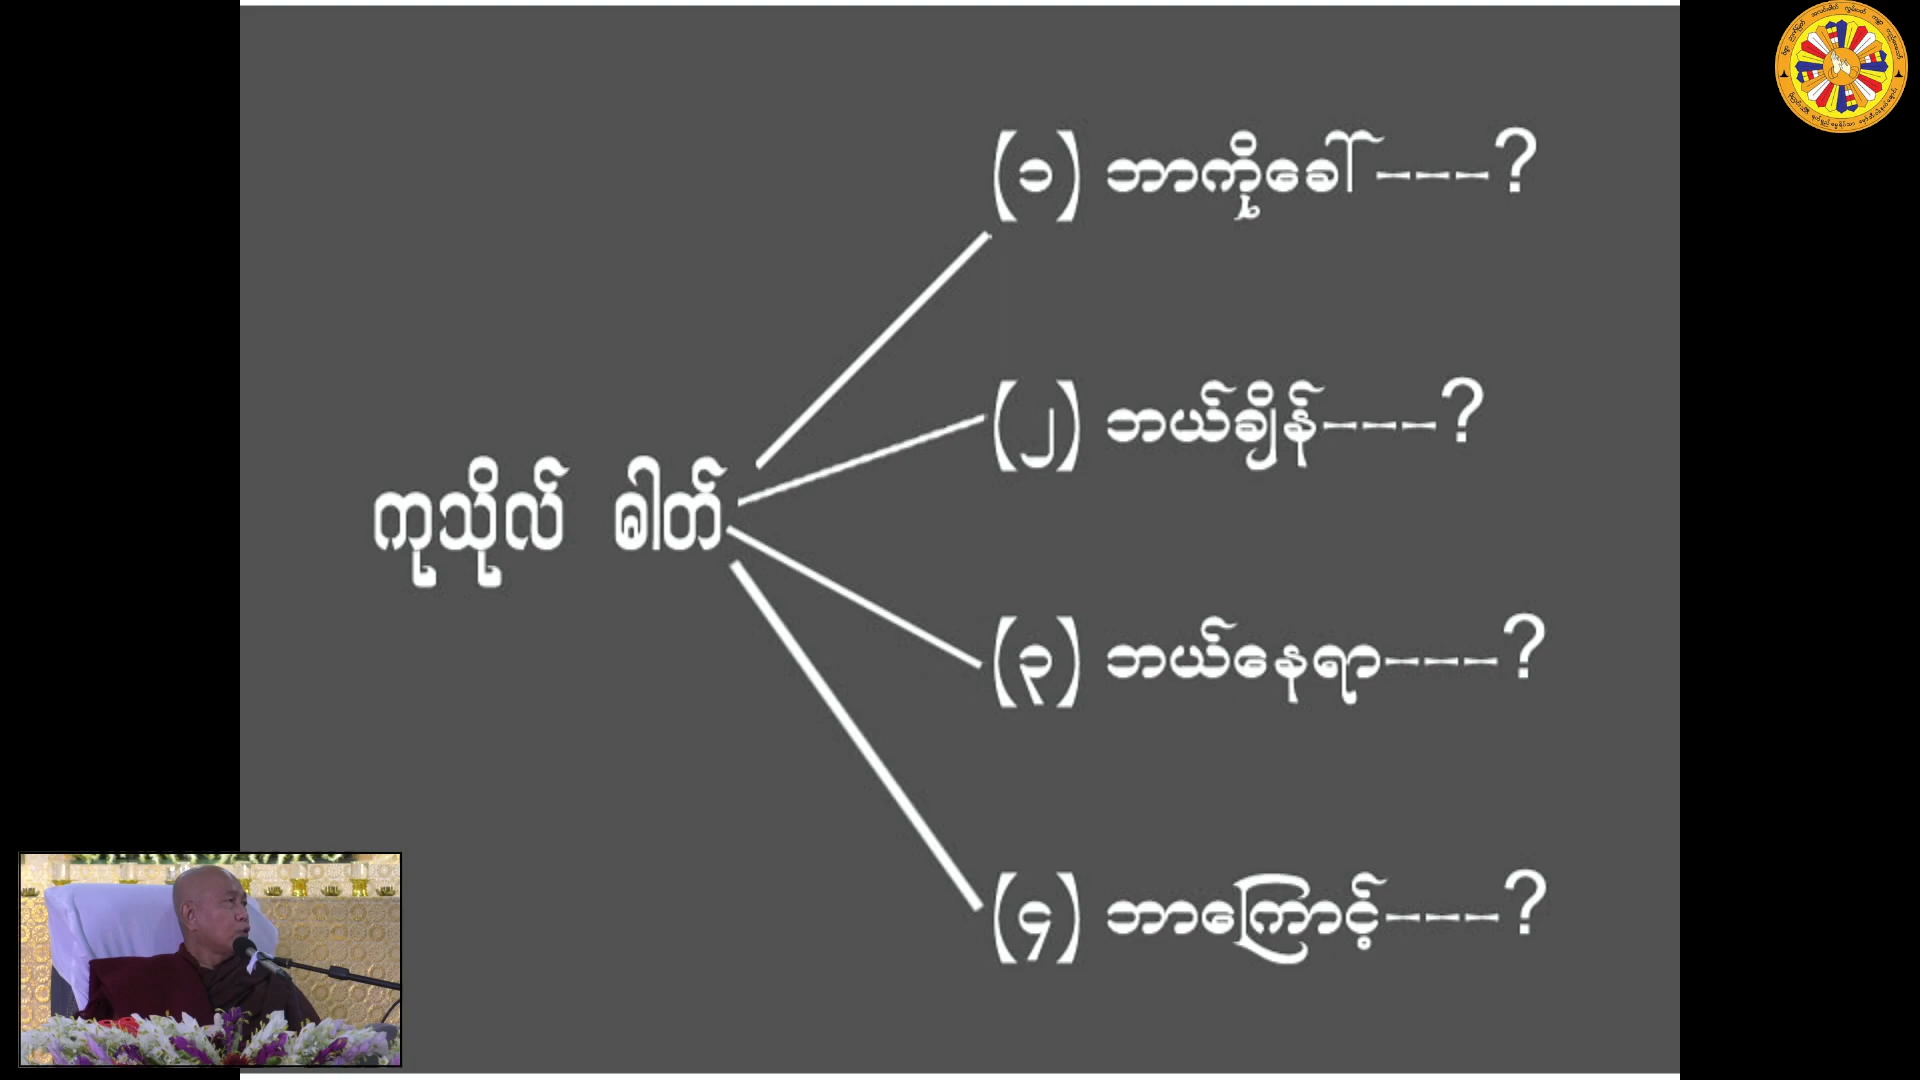 ကုသိုလ် ဓါတ်
(၁) ဘာကိုခေါ်---?
(၂) ဘယ်ချိန်---?
(၃) ဘယ်နေရာ---?
(၄) ဘာကြောင့်---?